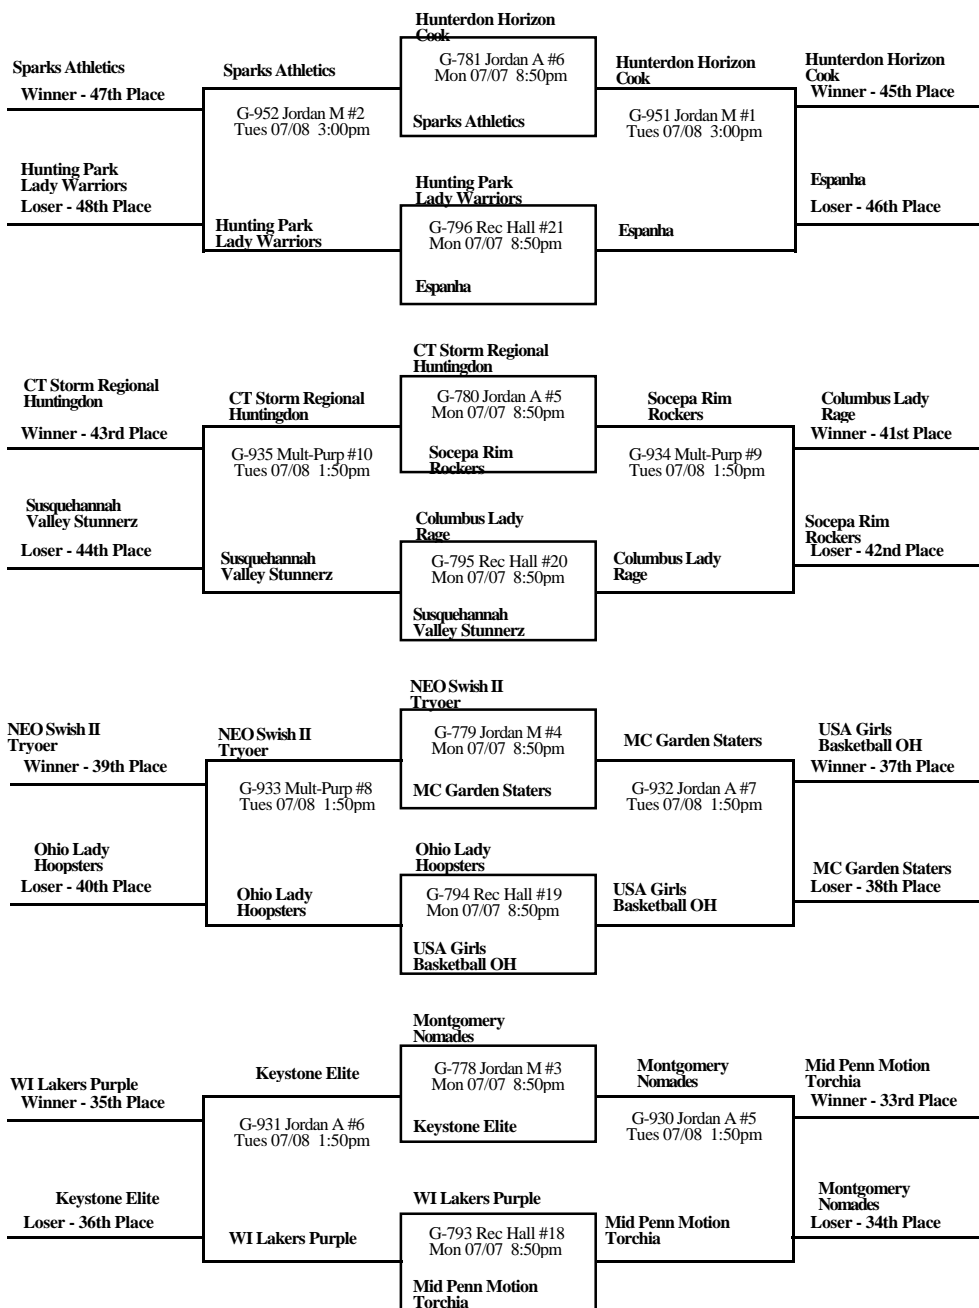 Hunterdon Horizon
Cook
Sparks Athletics
Winner - 47th Place
Sparks Athletics
G-781 Jordan A #6
Mon 07/07 8:50pm
Hunterdon Horizon
Cook
Hunterdon Horizon
Cook
Winner - 45th Place
G-952 Jordan M #2
Tues 07/08 3:00pm
Sparks Athletics
G-951 Jordan M #1
Tues 07/08 3:00pm
Hunting Park
Lady Warriors
Loser - 48th Place
Hunting Park
Lady Warriors
Espanha
Loser - 46th Place
Hunting Park
Lady Warriors
G-796 Rec Hall #21
Mon 07/07 8:50pm
Espanha
Espanha
CT Storm Regional
Huntingdon
CT Storm Regional
Huntingdon
Winner - 43rd Place
CT Storm Regional
Huntingdon
G-780 Jordan A #5
Mon 07/07 8:50pm
Socepa Rim
Rockers
Columbus Lady
Rage
Winner - 41st Place
G-935 Mult-Purp #10
Tues 07/08 1:50pm
Socepa Rim
Rockers
G-934 Mult-Purp #9
Tues 07/08 1:50pm
Susquehannah
Valley Stunnerz
Loser - 44th Place
Columbus Lady
Rage
Socepa Rim
Rockers
Loser - 42nd Place
Susquehannah
Valley Stunnerz
G-795 Rec Hall #20
Mon 07/07 8:50pm
Columbus Lady
Rage
Susquehannah
Valley Stunnerz
NEO Swish II
Tryoer
NEO Swish II
Tryoer
Winner - 39th Place
NEO Swish II
Tryoer
G-779 Jordan M #4
Mon 07/07 8:50pm
MC Garden Staters
USA Girls
Basketball OH
Winner - 37th Place
G-933 Mult-Purp #8
Tues 07/08 1:50pm
MC Garden Staters
G-932 Jordan A #7
Tues 07/08 1:50pm
Ohio Lady
Hoopsters
Loser - 40th Place
Ohio Lady
Hoopsters
MC Garden Staters
Loser - 38th Place
Ohio Lady
Hoopsters
G-794 Rec Hall #19
Mon 07/07 8:50pm
USA Girls
Basketball OH
USA Girls
Basketball OH
Montgomery
Nomades
WI Lakers Purple
Winner - 35th Place
Keystone Elite
G-778 Jordan M #3
Mon 07/07 8:50pm
Montgomery
Nomades
Mid Penn Motion
Torchia
Winner - 33rd Place
G-931 Jordan A #6
Tues 07/08 1:50pm
Keystone Elite
G-930 Jordan A #5
Tues 07/08 1:50pm
Keystone Elite
Loser - 36th Place
WI Lakers Purple
Montgomery
Nomades
Loser - 34th Place
WI Lakers Purple
G-793 Rec Hall #18
Mon 07/07 8:50pm
Mid Penn Motion
Torchia
Mid Penn Motion
Torchia